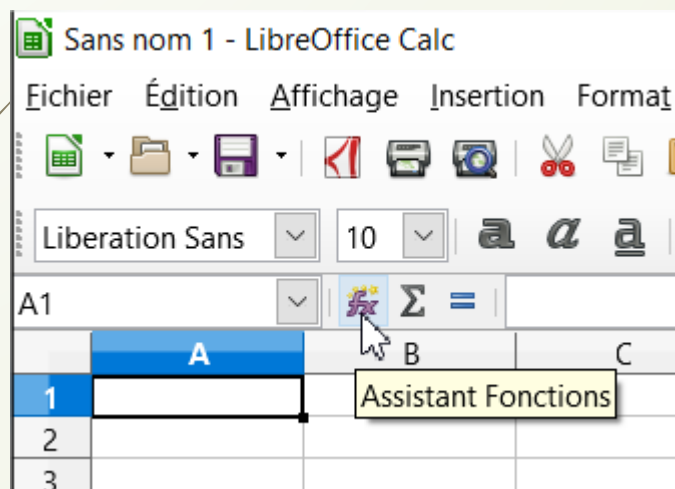 Sans nom 1 - LibreOffice Calc
Fichier Édition Affichage Insertion Format
Liberation Sans 10 a a a
A1 fx Σ =
A B C
Assistant Fonctions
1
2
3